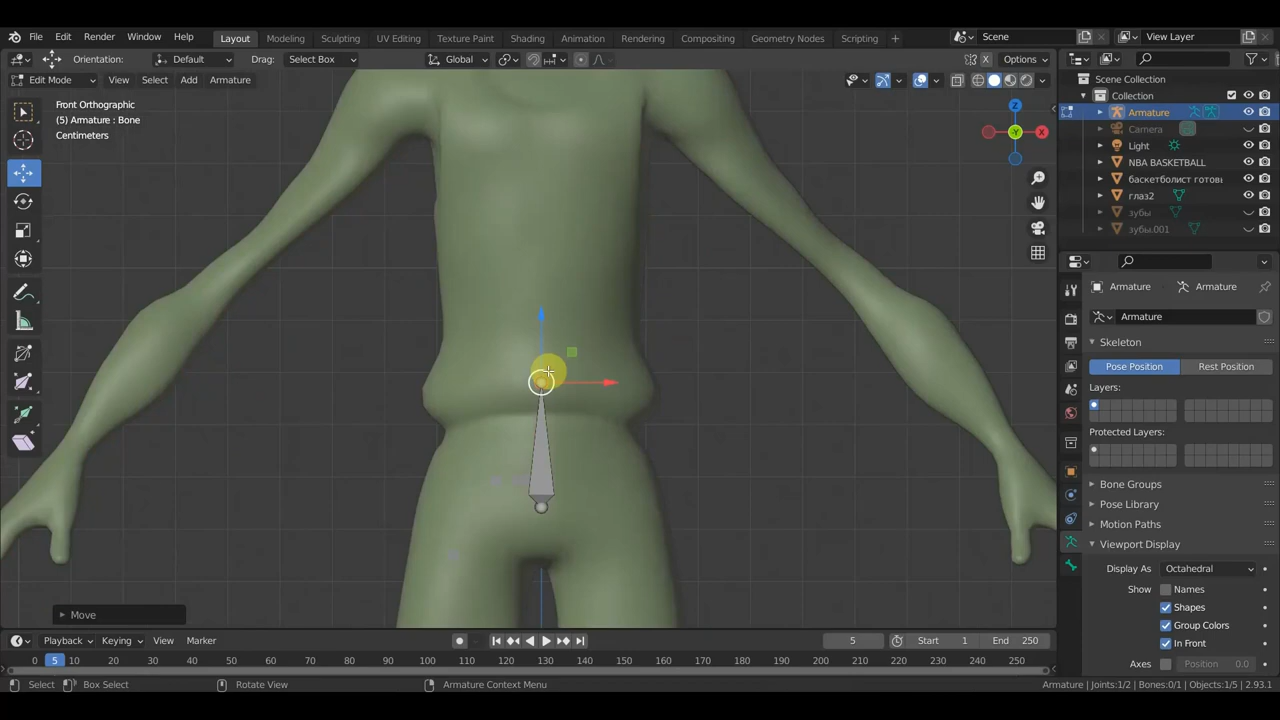 File Edit Render Window Help Layout Modeling Sculpting UV Editing Texture Paint Shading Animation Rendering Compositing Geometry Nodes Scripting + Scene View Layer
Orientation: Default Drag: Select Box Global X Options
Edit Mode View Select Add Armature
Front Orthographic
(5) Armature : Bone
Centimeters
Z
Y
X
Move
Scene Collection
Collection
Armature
Camera
Light
NBA BASKETBALL
баскетболист готовь
глаз2
зубы
зубы.001
Armature Armature
Armature
Skeleton
Pose Position Rest Position
Layers:
Protected Layers:
Bone Groups
Pose Library
Motion Paths
Viewport Display
Display As Octahedral
Show Names
Shapes
Group Colors
In Front
Axes Position 0.0
Playback Keying View Marker 5 Start 1 End 250
0 5 10 20 30 40 50 60 70 80 90 100 110 120 130 140 150 160 170 180 190 200 210 220 230 240 250
Select Box Select Rotate View Armature Context Menu Armature | Joints:1/2 | Bones:0/1 | Objects:1/5 | 2.93.1